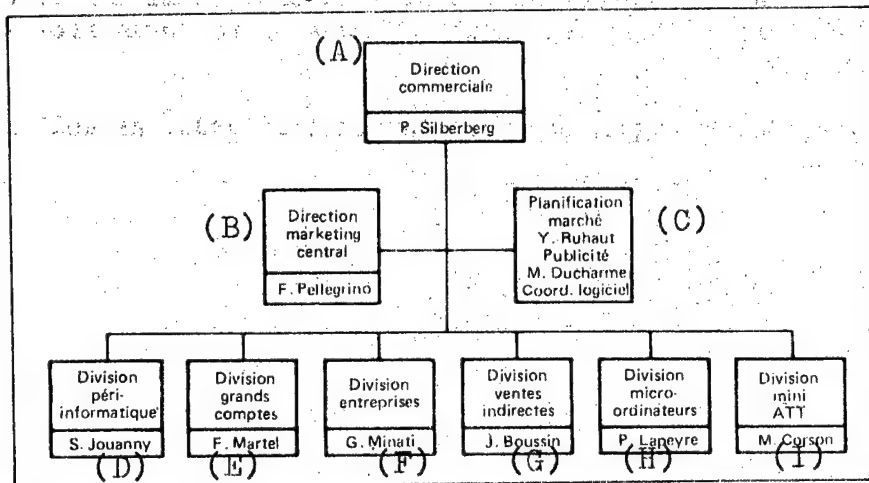 (A)
Direction
commerciale
P. Silberberg
(B)
Direction
marketing
central
F. Pellegrino
Planification
marché
Y. Ruhaut
Publicité
M. Ducharme
Coord. logiciel
(C)
Division
péri-
informatique
S. Jouanny
(D)
Division
grands
comptes
F. Martel
(E)
Division
entreprises
G. Minati
(F)
Division
ventes
indirectes
J. Boussin
(G)
Division
micro-
ordinateurs
P. Laneyre
(H)
Division
mini
ATT
M. Corson
(I)